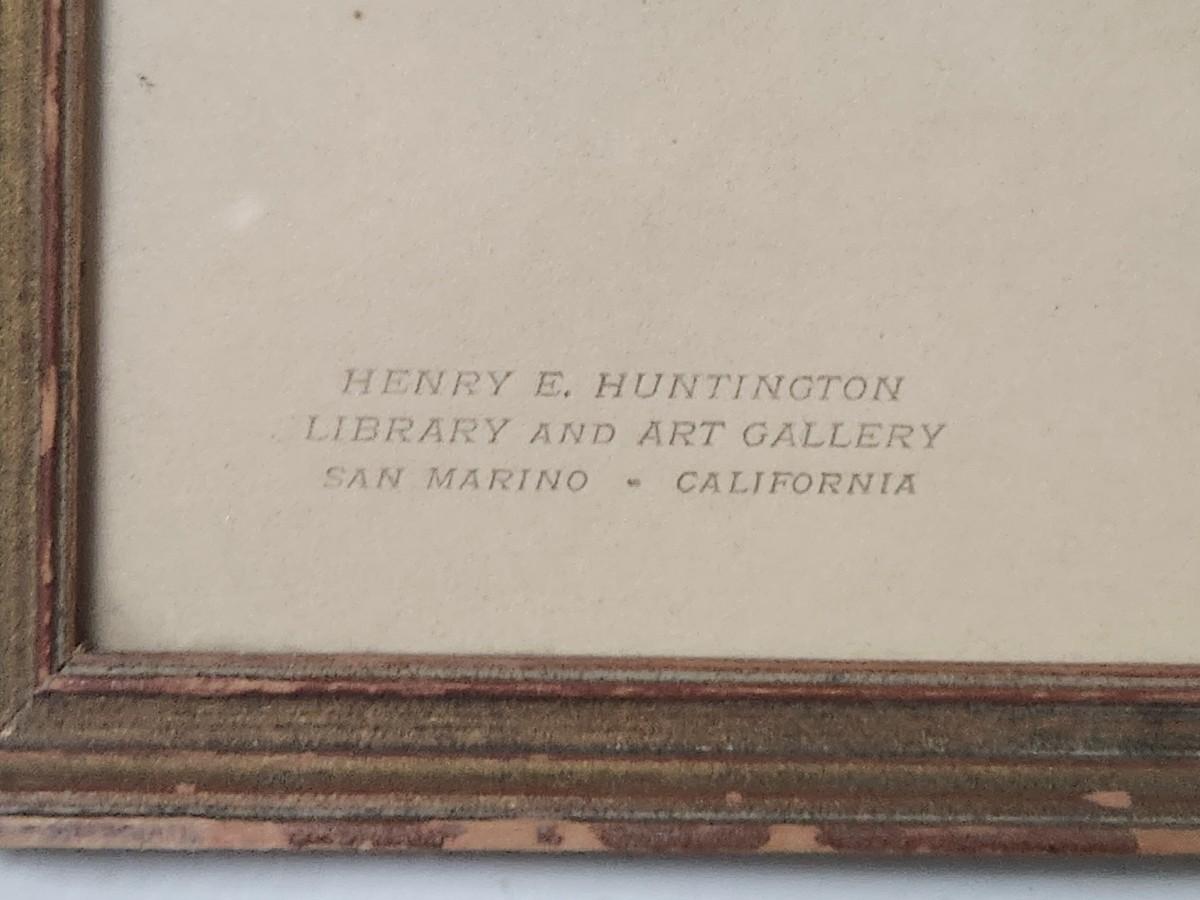 HENRY E. HUNTINGTON
LIBRARY AND ART GALLERY
SAN MARINO • CALIFORNIA